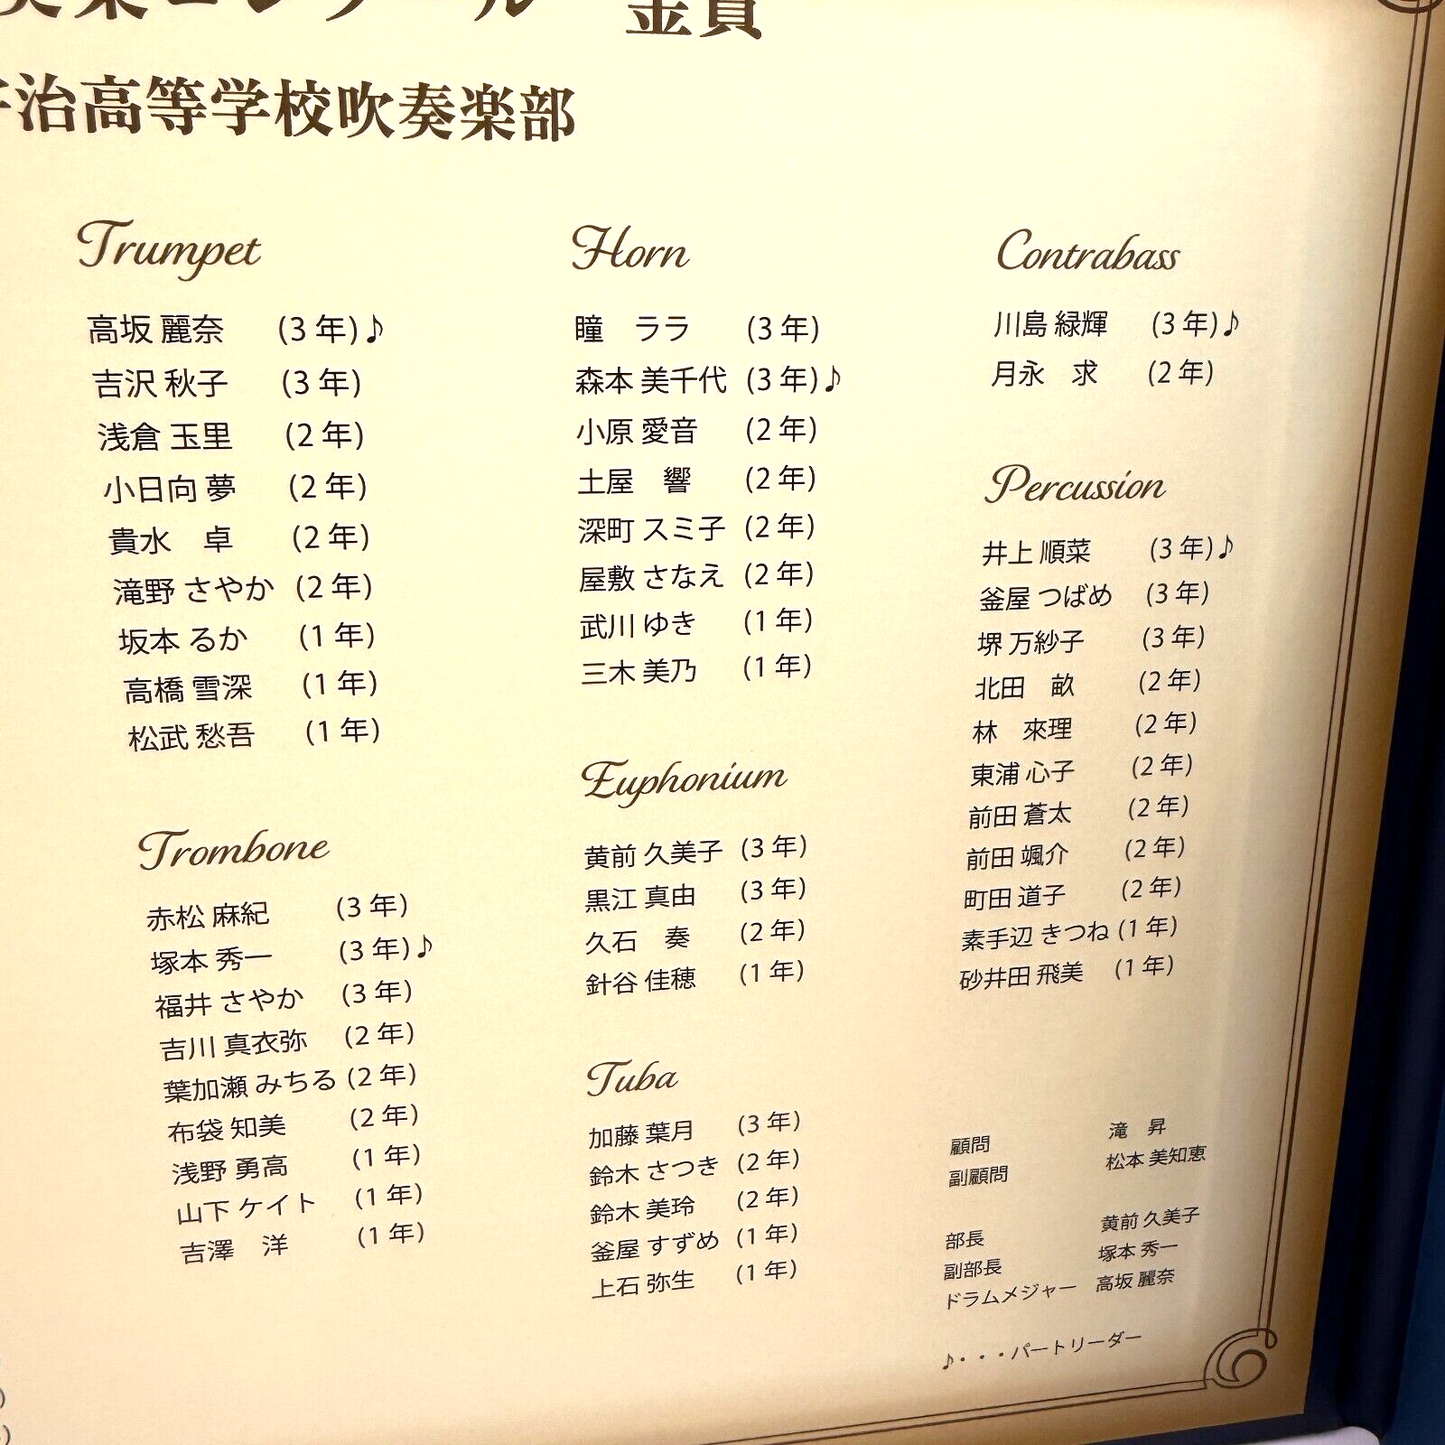 奏楽コンクール 金賞
治高等学校吹奏楽部
Trumpet
高坂 麗奈 (3 年)♪
吉沢 秋子 (3 年)
浅倉 玉里 (2 年)
小日向 夢 (2 年)
貴水 卓 (2 年)
滝野 さやか (2 年)
坂本 るか (1 年)
高橋 雪深 (1 年)
松武 愁吾 (1 年)
Trombone
赤松 麻紀 (3 年)
塚本 秀一 (3 年)♪
福井 さやか (3 年)
吉川 真衣弥 (2 年)
葉加瀬 みちる (2 年)
布袋 知美 (2 年)
浅野 勇高 (1 年)
山下 ケイト (1 年)
吉澤 洋 (1 年)
Horn
瞳 ララ (3 年)
森本 美千代 (3 年)♪
小原 愛音 (2 年)
土屋 響 (2 年)
深町 スミ子 (2 年)
屋敷 さなえ (2 年)
武川 ゆき (1 年)
三木 美乃 (1 年)
Euphonium
黄前 久美子 (3 年)
黒江 真由 (3 年)
久石 奏 (2 年)
針谷 佳穂 (1 年)
Tuba
加藤 葉月 (3 年)
鈴木 さつき (2 年)
鈴木 美玲 (2 年)
釜屋 すずめ (1 年)
上石 弥生 (1 年)
Contrabass
川島 緑輝 (3 年)♪
月永 求 (2 年)
Percussion
井上 順菜 (3 年)♪
釜屋 つばめ (3 年)
堺 万紗子 (3 年)
北田 畝 (2 年)
林 來理 (2 年)
東浦 心子 (2 年)
前田 蒼太 (2 年)
前田 颯介 (2 年)
町田 道子 (2 年)
素手辺 きつね (1 年)
砂井田 飛美 (1 年)
顧問 滝 昇
副顧問 松本 美知恵
部長 黄前 久美子
副部長 塚本 秀一
ドラムメジャー 高坂 麗奈
♪・・・パートリーダー